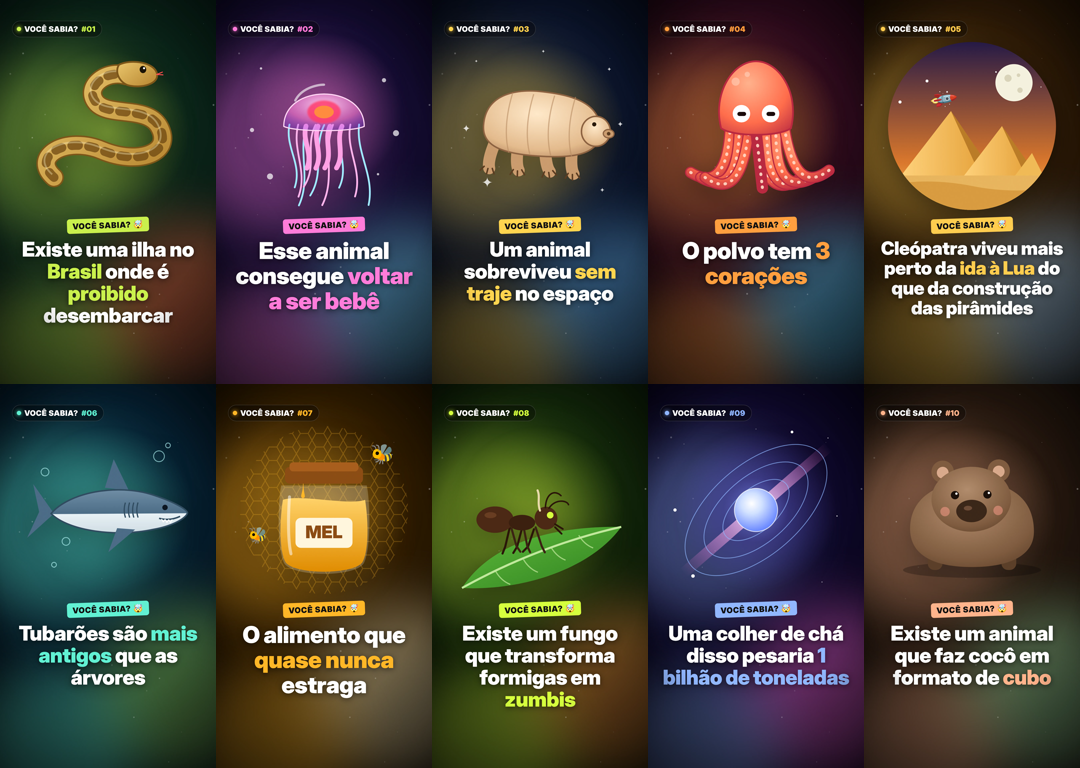 VOCÊ SABIA? #01
VOCÊ SABIA? 🤯
Existe uma ilha no
Brasil onde é
proibido
desembarcar
VOCÊ SABIA? #02
VOCÊ SABIA? 🤯
Esse animal
consegue voltar
a ser bebê
VOCÊ SABIA? #03
VOCÊ SABIA? 🤯
Um animal
sobreviveu sem
traje no espaço
VOCÊ SABIA? #04
VOCÊ SABIA? 🤯
O polvo tem 3
corações
VOCÊ SABIA? #05
VOCÊ SABIA? 🤯
Cleópatra viveu mais
perto da ida à Lua do
que da construção
das pirâmides
VOCÊ SABIA? #06
VOCÊ SABIA? 🤯
Tubarões são mais
antigos que as
árvores
VOCÊ SABIA? #07
MEL
VOCÊ SABIA? 🤯
O alimento que
quase nunca
estraga
VOCÊ SABIA? #08
VOCÊ SABIA? 🤯
Existe um fungo
que transforma
formigas em
zumbis
VOCÊ SABIA? #09
VOCÊ SABIA? 🤯
Uma colher de chá
disso pesaria 1
bilhão de toneladas
VOCÊ SABIA? #10
VOCÊ SABIA? 🤯
Existe um animal
que faz cocô em
formato de cubo